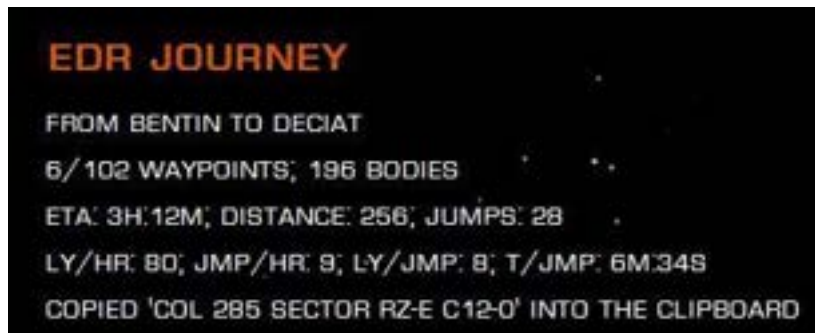 EDR JOURNEY
FROM BENTIN TO DECIAT
6/102 WAYPOINTS; 196 BODIES
ETA: 3H:12M; DISTANCE: 256; JUMPS: 28
LY/HR: 80; JMP/HR: 9; LY/JMP: 8; T/JMP: 6M:34S
COPIED 'COL 285 SECTOR RZ-E C12-0' INTO THE CLIPBOARD